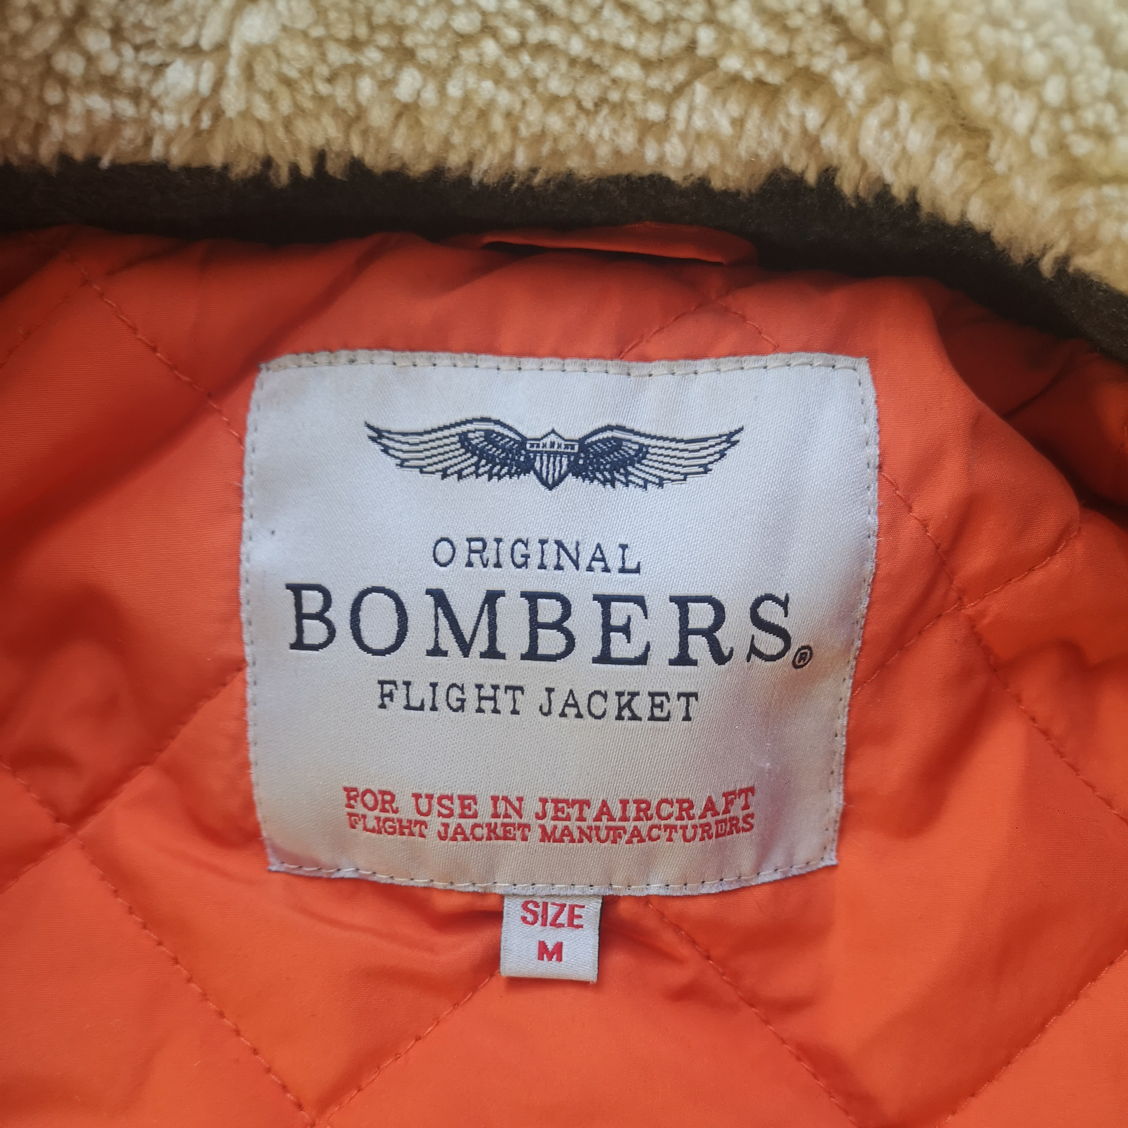 ORIGINAL
BOMBERS®
FLIGHT JACKET
FOR USE IN JETAIRCRAFT
FLIGHT JACKET MANUFACTURERS
SIZE
M